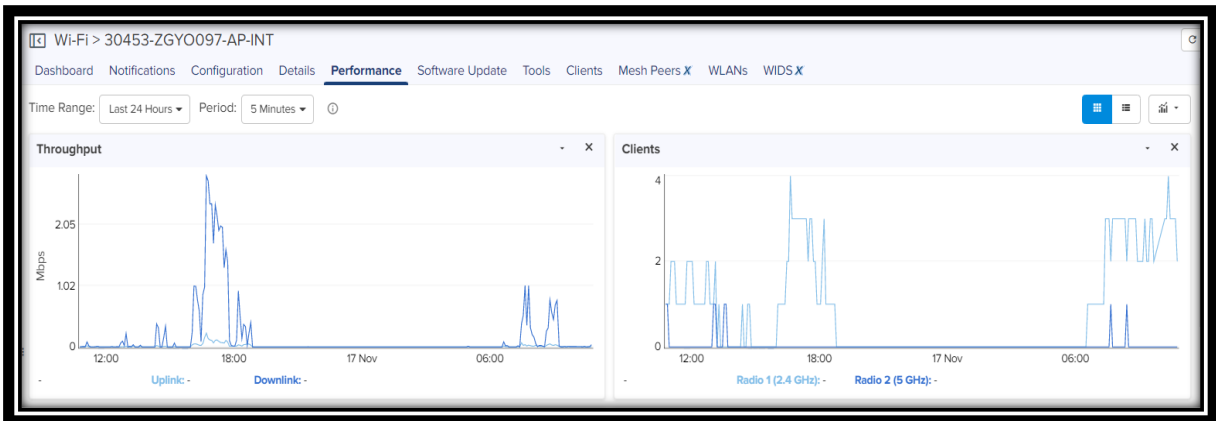 Wi-Fi > 30453-ZGYO097-AP-INT
Dashboard Notifications Configuration Details Performance Software Update Tools Clients Mesh Peers X WLANs WIDS X
Time Range: Last 24 Hours Period: 5 Minutes
Throughput
Mbps
2.05
1.02
0
12:00 18:00 17 Nov 06:00
- Uplink: - Downlink: -
Clients
4
2
0
12:00 18:00 17 Nov 06:00
- Radio 1 (2.4 GHz): - Radio 2 (5 GHz): -